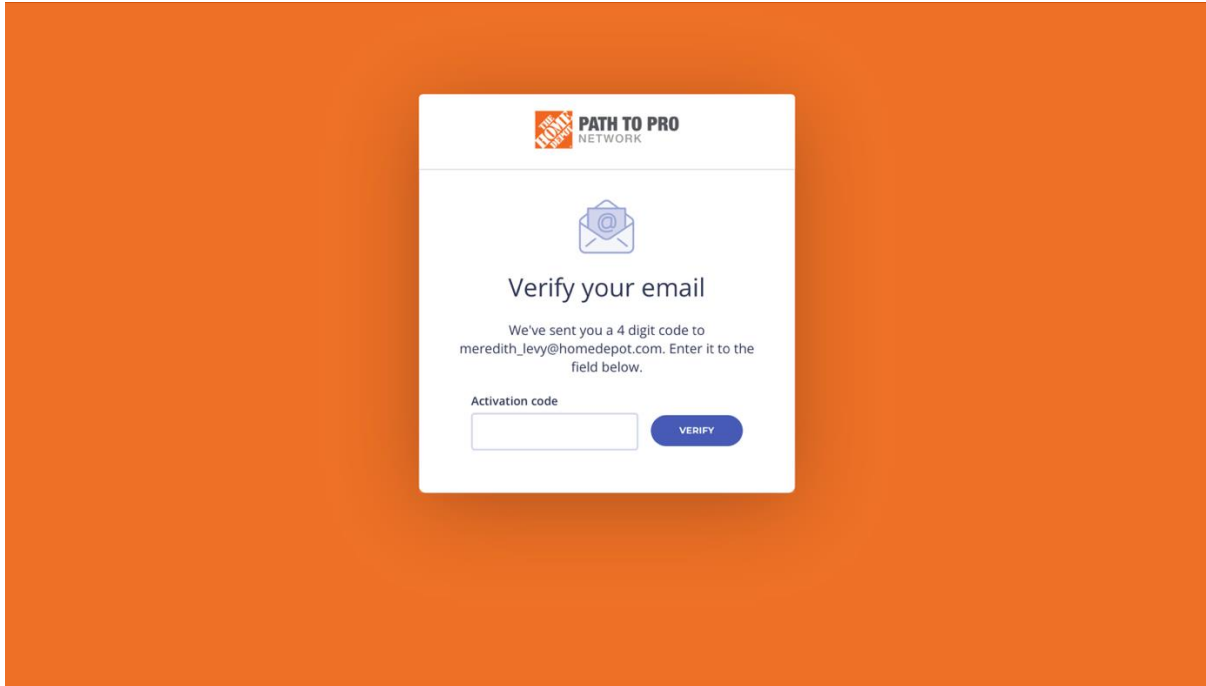 THE
HOME
DEPOT
PATH TO PRO
NETWORK
@
Verify your email
We've sent you a 4 digit code to
meredith_levy@homedepot.com. Enter it to the
field below.
Activation code
VERIFY